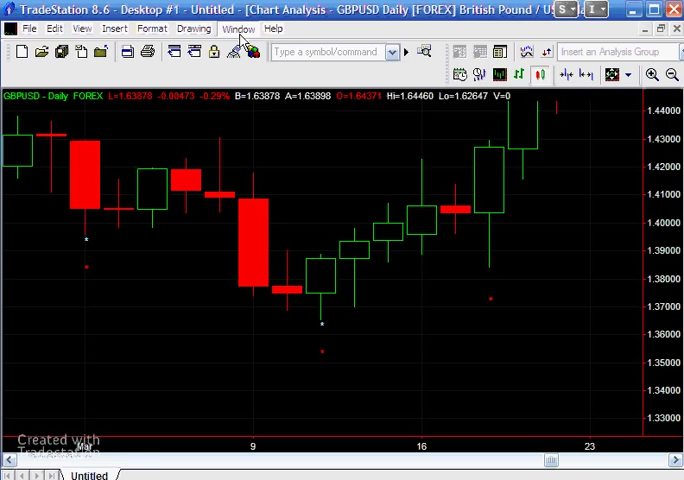 TradeStation 8.6 - Desktop #1 - Untitled - [Chart Analysis - GBPUSD Daily [FOREX] British Pound / US
S I
File Edit View Insert Format Drawing Window Help
Type a symbol/command Insert an Analysis Group
GBPUSD - Daily FOREX L=1.63878 -0.00473 -0.29% B=1.63878 A=1.63898 O=1.64371 Hi=1.64460 Lo=1.62647 V=0
1.44000
1.43000
1.42000
1.41000
1.40000
1.39000
1.38000
1.37000
1.36000
1.35000
1.34000
1.33000
Created with
Tradestation
Mar 9 16 23
Untitled